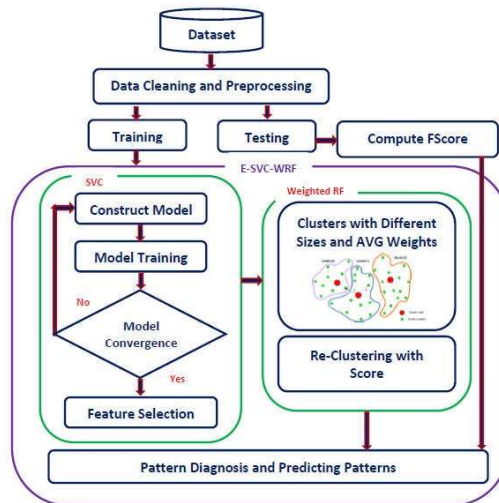 Dataset
Data Cleaning and Preprocessing
Training
Testing
Compute FScore
E-SVC-WRF
SVC
Construct Model
Model Training
No
Model
Convergence
Yes
Feature Selection
Weighted RF
Clusters with Different
Sizes and AVG Weights
Re-Clustering with
Score
Pattern Diagnosis and Predicting Patterns